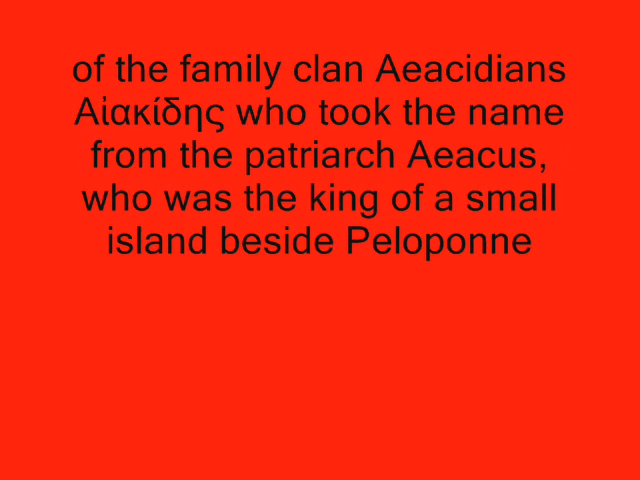 of the family clan Aeacidians
Αἰακίδης who took the name
from the patriarch Aeacus,
who was the king of a small
island beside Peloponne